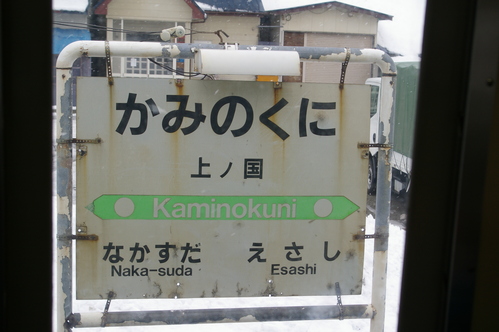 かみのくに
上ノ国
Kaminokuni
なかすだ えさし
Naka-suda Esashi